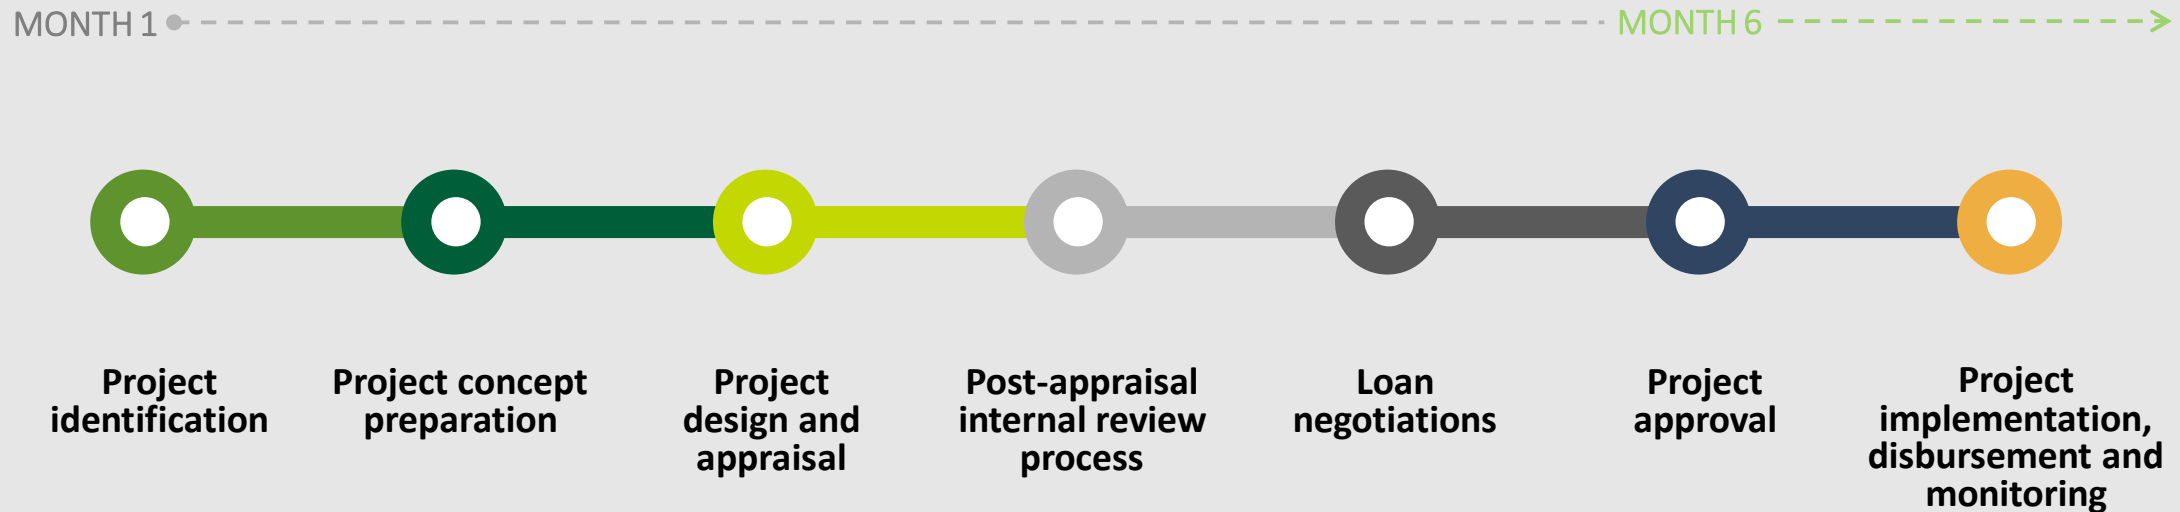 MONTH 1
MONTH 6
Project
identification
Project concept
preparation
Project
design and
appraisal
Post-appraisal
internal review
process
Loan
negotiations
Project
approval
Project
implementation,
disbursement and
monitoring